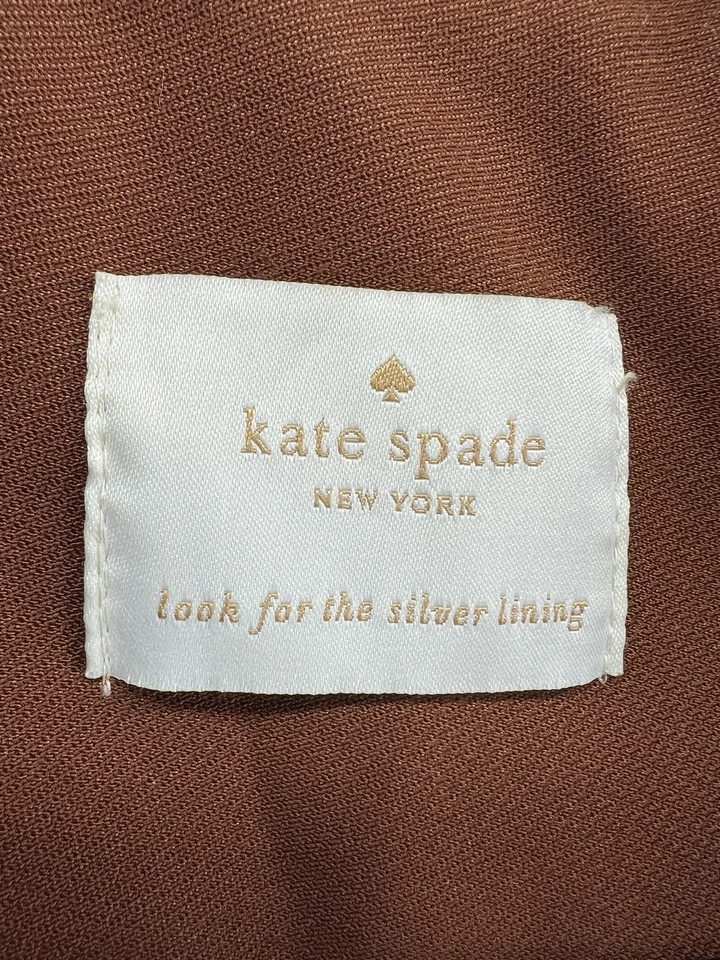 kate spade
NEW YORK
look for the silver lining